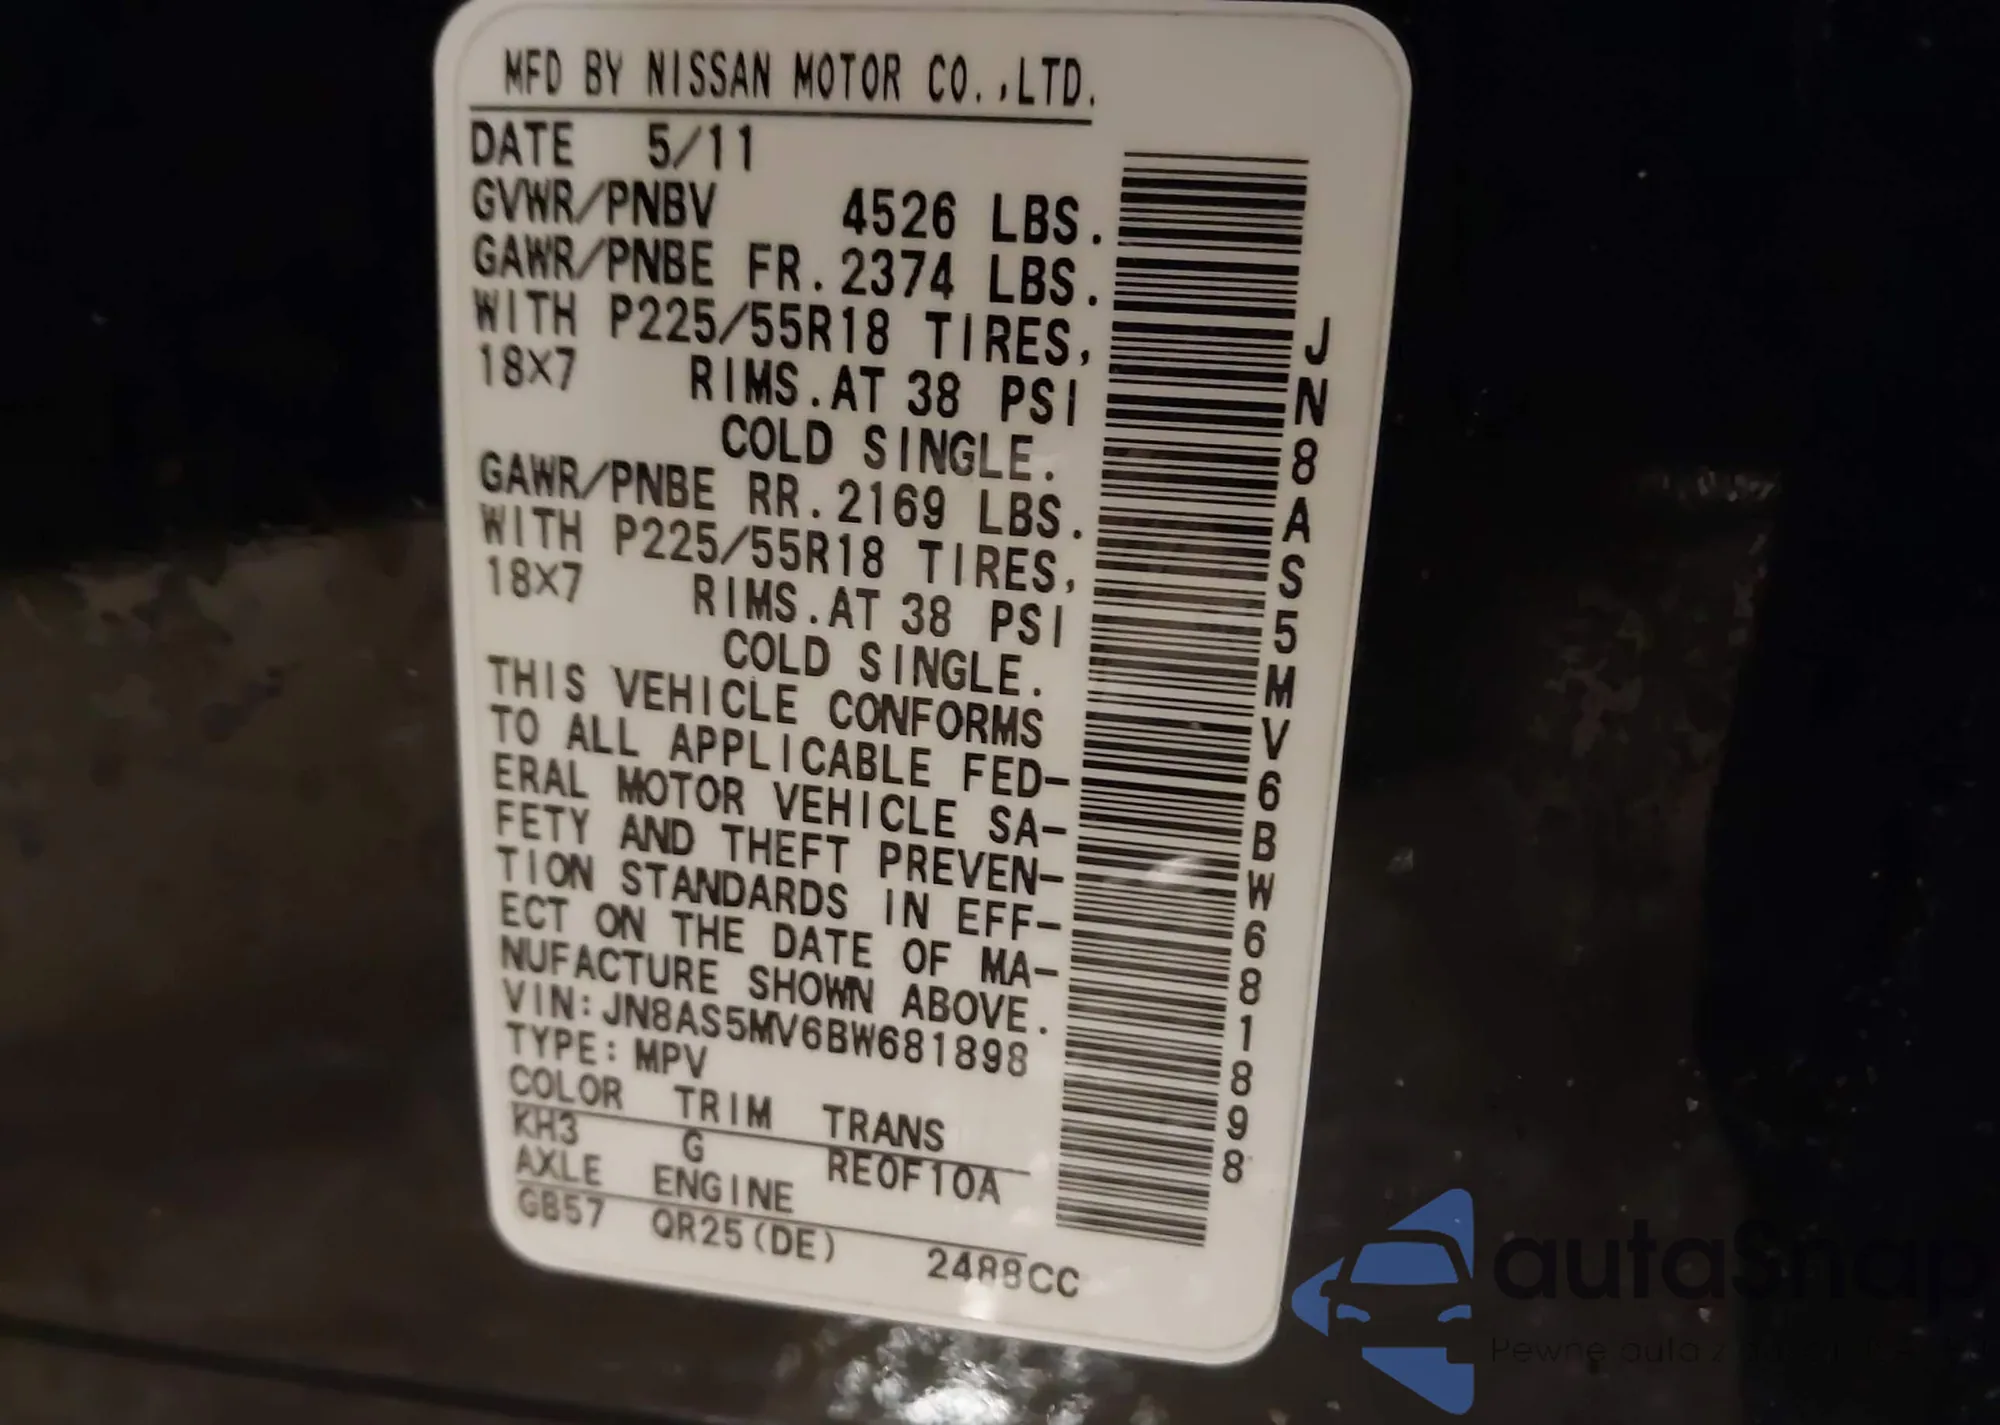 MFD BY NISSAN MOTOR CO.,LTD.
DATE 5/11
GVWR/PNBV 4526 LBS.
GAWR/PNBE FR. 2374 LBS.
WITH P225/55R18 TIRES,
18X7 RIMS.AT 38 PSI
COLD SINGLE.
GAWR/PNBE RR. 2169 LBS.
WITH P225/55R18 TIRES,
18X7 RIMS.AT 38 PSI
COLD SINGLE.
THIS VEHICLE CONFORMS
TO ALL APPLICABLE FED-
ERAL MOTOR VEHICLE SA-
FETY AND THEFT PREVEN-
TION STANDARDS IN EFF-
ECT ON THE DATE OF MA-
NUFACTURE SHOWN ABOVE.
VIN:JN8AS5MV6BW681898
TYPE:MPV
COLOR TRIM TRANS
KH3 G RE0F10A
AXLE ENGINE
GB57 QR25(DE) 2488CC
JN8AS5MV6BW681898
autaSnap
Pewne auta z